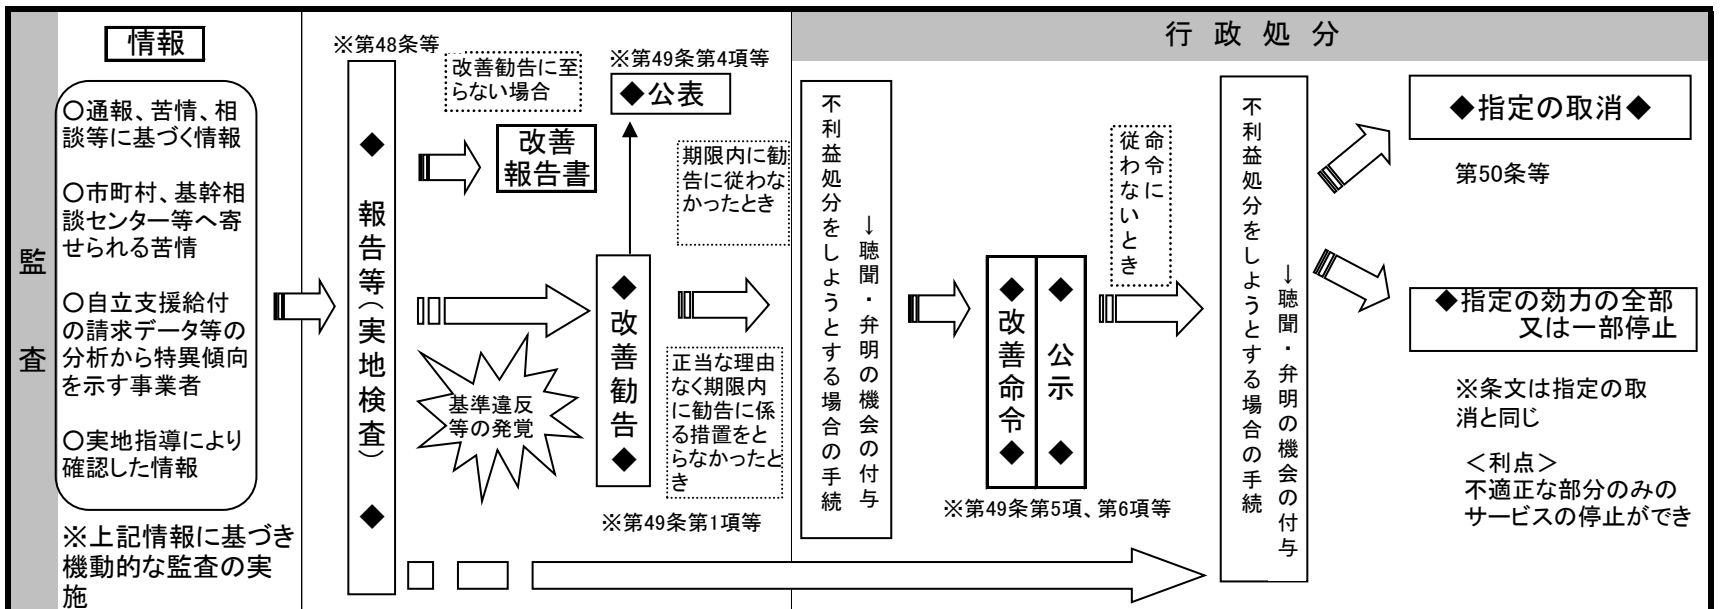 監査
情報
〇通報、苦情、相
談等に基づく情報
〇市町村、基幹相
談センター等へ寄
せられる苦情
〇自立支援給付
の請求データ等の
分析から特異傾向
を示す事業者
〇実地指導により
確認した情報
※上記情報に基づき
機動的な監査の実
施
※第48条等
◆報告等(実地検査)◆
改善勧告に至
らない場合
改善
報告書
基準違反
等の発覚
※第49条第4項等
◆公表
◆改善勧告◆
※第49条第1項等
期限内に勧
告に従わな
かったとき
正当な理由
なく期限内
に勧告に係
る措置をと
らなかったと
き
行政処分
不利益処分をしようとする場合の手続
→聴聞・弁明の機会の付与
◆改善命令◆
◆公示◆
※第49条第5項、第6項等
命令に
従わないとき
不利益処分をしようとする場合の手続
→聴聞・弁明の機会の付与
◆指定の取消◆
第50条等
◆指定の効力の全部
又は一部停止
※条文は指定の取
消と同じ
<利点>
不適正な部分のみの
サービスの停止ができ